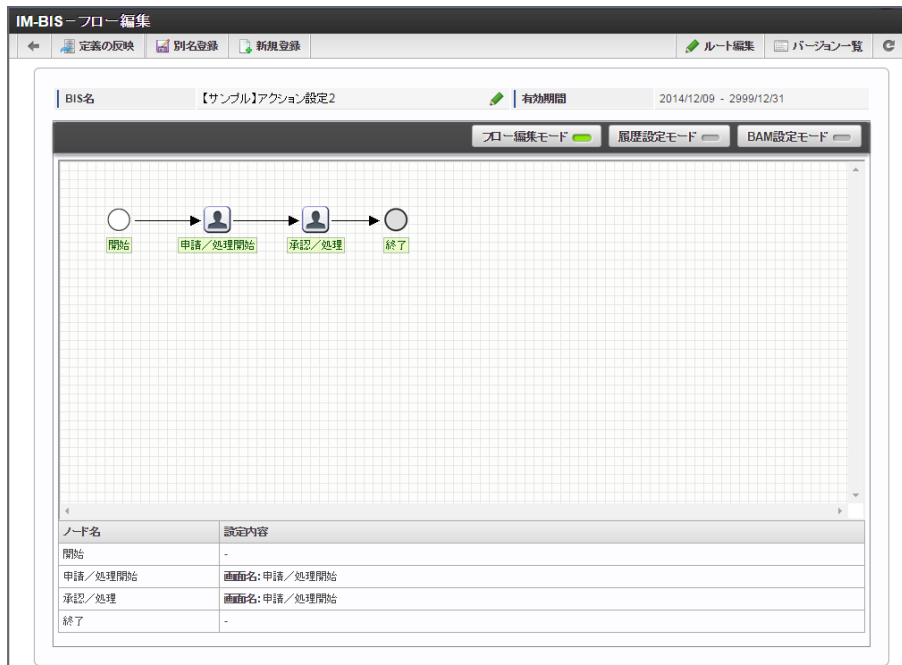 IM-BIS－フロー編集
定義の反映 別名登録 新規登録 ルート編集 バージョン一覧
BIS名 【サンプル】アクション設定2 有効期間 2014/12/09 - 2999/12/31
フロー編集モード 履歴設定モード BAM設定モード
開始 申請／処理開始 承認／処理 終了
ノード名 設定内容
開始 -
申請／処理開始 画面名: 申請／処理開始
承認／処理 画面名: 申請／処理開始
終了 -